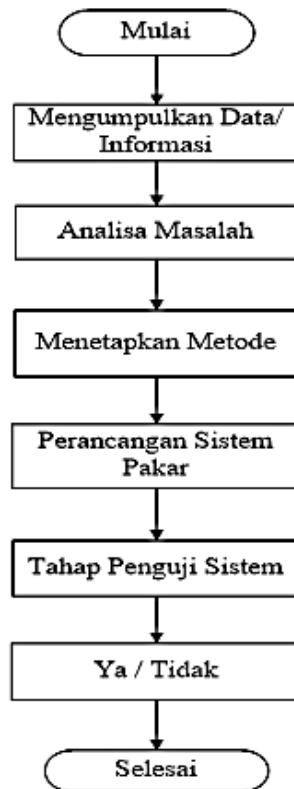 Mulai
Mengumpulkan Data/
Informasi
Analisa Masalah
Menetapkan Metode
Perancangan Sistem
Pakar
Tahap Penguji Sistem
Ya / Tidak
Selesai